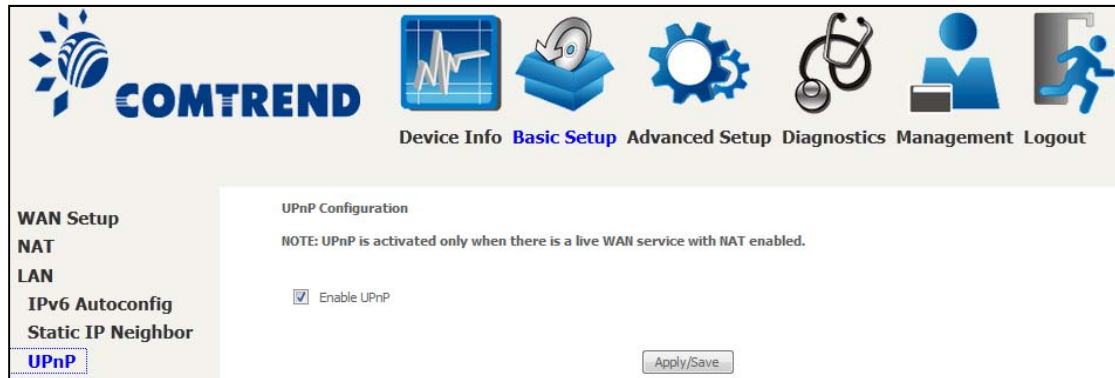 COMTREND
Device Info Basic Setup Advanced Setup Diagnostics Management Logout
WAN Setup
NAT
LAN
IPv6 Autoconfig
Static IP Neighbor
UPnP
UPnP Configuration
NOTE: UPnP is activated only when there is a live WAN service with NAT enabled.
Enable UPnP
Apply/Save